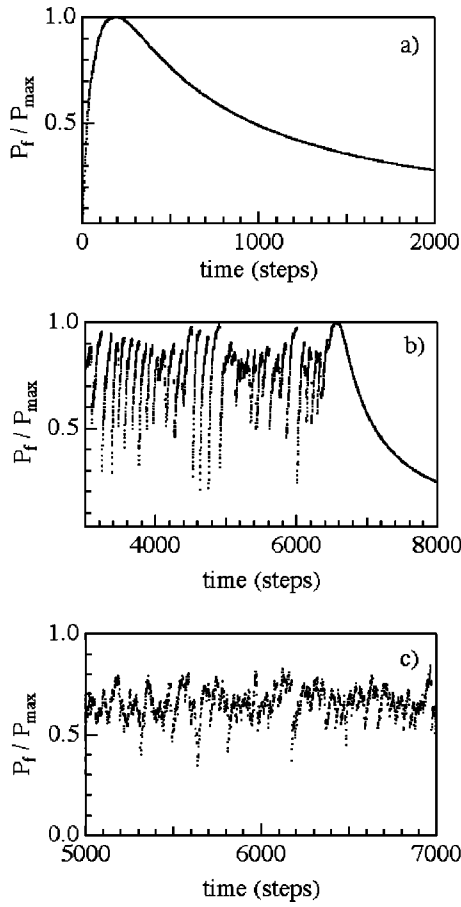 1.0
a)
P_f / P_max
0.5
0 1000 2000
time (steps)
1.0
b)
P_f / P_max
0.5
4000 6000 8000
time (steps)
1.0
c)
P_f / P_max
0.5
0.0
5000 6000 7000
time (steps)